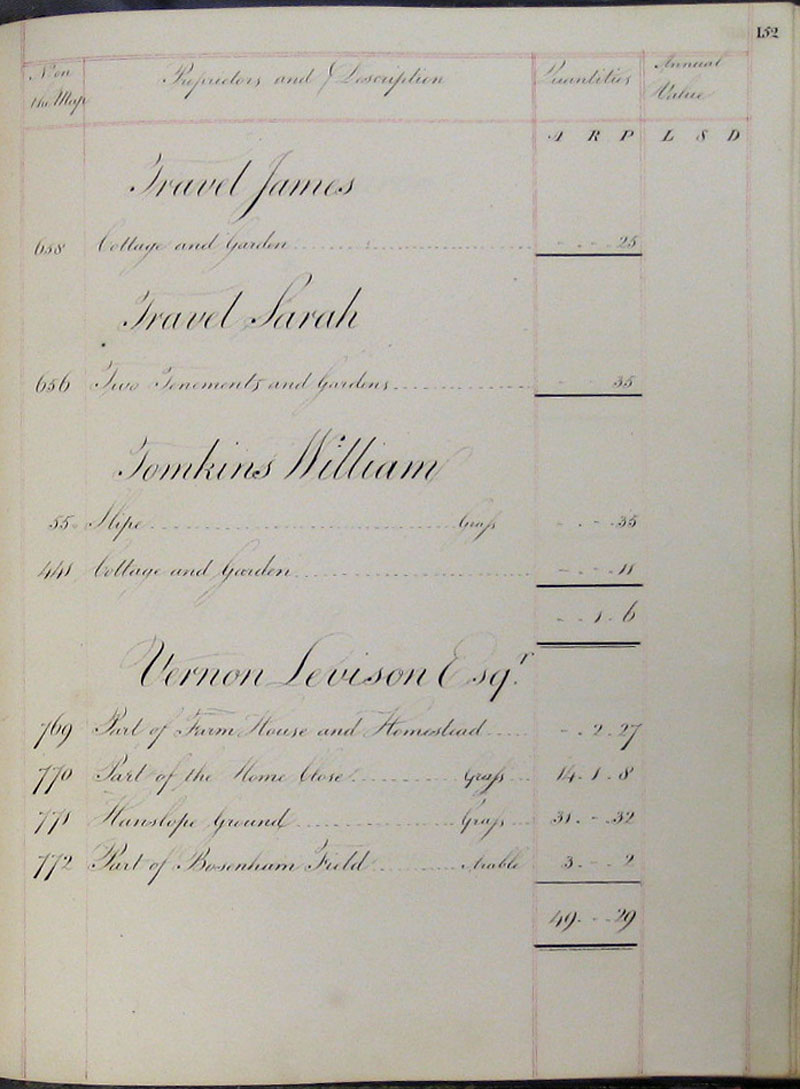 152
No. on the Map
Proprietors and Description
Quantities
Annual Value
A R P L S D
Travel James
658 Cottage and Garden - - 25
Travel Sarah
656 Two Tenements and Gardens - - 35
Tomkins William
55 Slipe Grass - - 35
441 Cottage and Garden - - 11
- 1 - 6
Vernon Levison Esqr.
769 Part of Farm House and Homestead - 2 - 27
770 Part of the Home Close Grass 14 - 1 - 8
771 Hanslope Ground Grass 31 - - 32
772 Part of Bosenham Field Arable 3 - - 2
49 - - 29